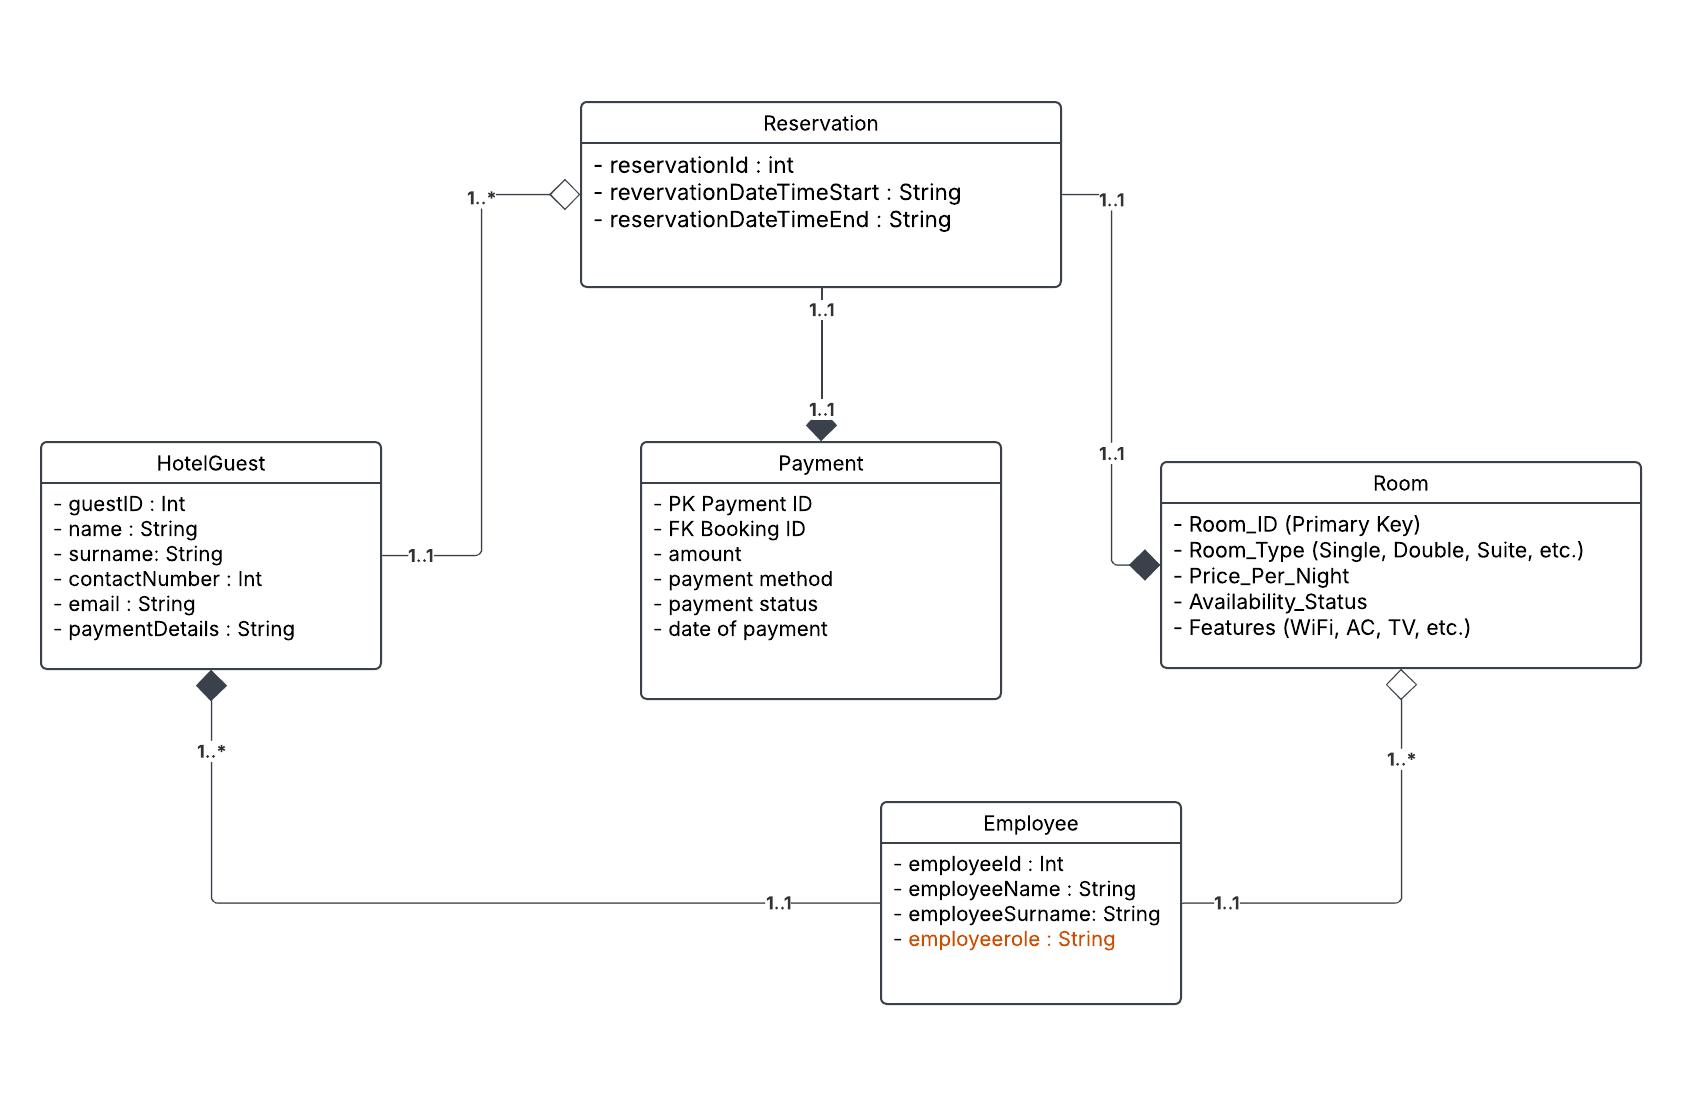 Reservation
- reservationId : int
- revervationDateTimeStart : String
- reservationDateTimeEnd : String
1..*
1..1
1..1
1..1
1..1
HotelGuest
- guestID : Int
- name : String
- surname: String
- contactNumber : Int
- email : String
- paymentDetails : String
1..1
Payment
- PK Payment ID
- FK Booking ID
- amount
- payment method
- payment status
- date of payment
Room
- Room_ID (Primary Key)
- Room_Type (Single, Double, Suite, etc.)
- Price_Per_Night
- Availability_Status
- Features (WiFi, AC, TV, etc.)
1..*
1..*
Employee
- employeeId : Int
- employeeName : String
- employeeSurname: String
- employeerole : String
1..1
1..1